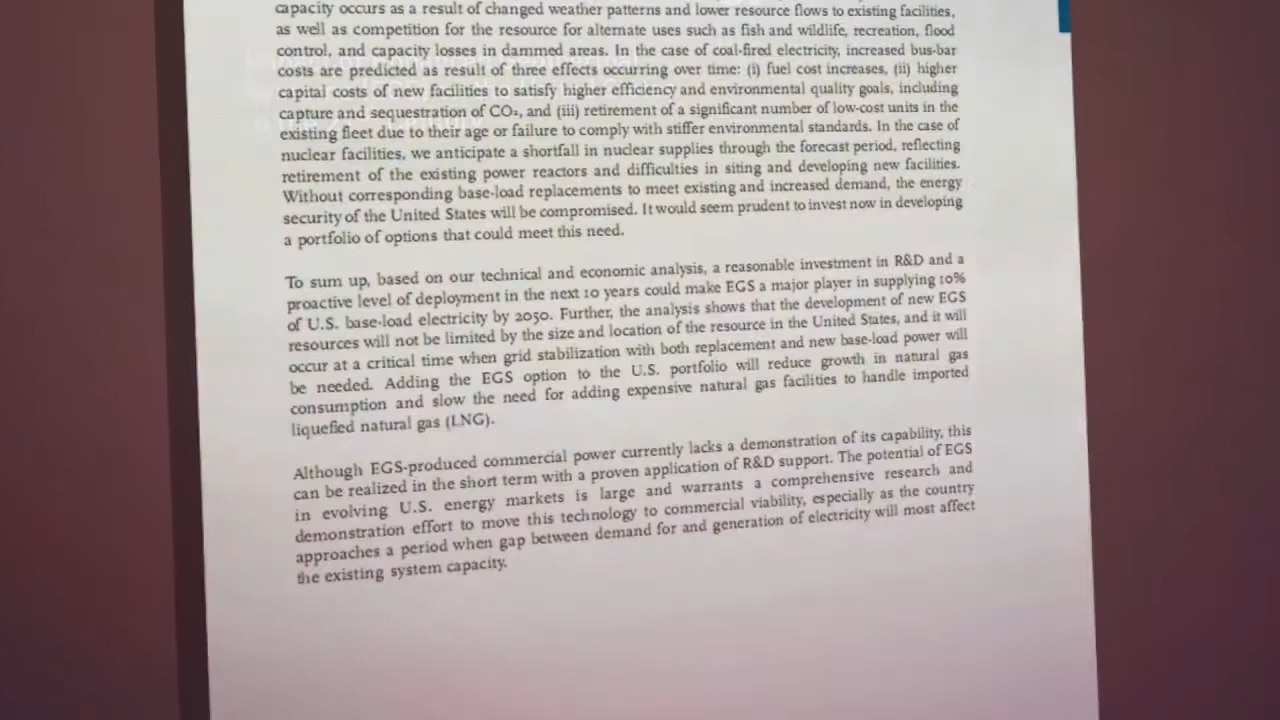 capacity occurs as a result of changed weather patterns and lower resource flows to existing facilities,
as well as competition for the resource for alternate uses such as fish and wildlife, recreation, flood
control, and capacity losses in dammed areas. In the case of coal-fired electricity, increased bus-bar
costs are predicted as result of three effects occurring over time: (i) fuel cost increases, (ii) higher
capital costs of new facilities to satisfy higher efficiency and environmental quality goals, including
capture and sequestration of CO₂, and (iii) retirement of a significant number of low-cost units in the
existing fleet due to their age or failure to comply with stiffer environmental standards. In the case of
nuclear facilities, we anticipate a shortfall in nuclear supplies through the forecast period, reflecting
retirement of the existing power reactors and difficulties in siting and developing new facilities.
Without corresponding base-load replacements to meet existing and increased demand, the energy
security of the United States will be compromised. It would seem prudent to invest now in developing
a portfolio of options that could meet this need.
To sum up, based on our technical and economic analysis, a reasonable investment in R&D and a
proactive level of deployment in the next 10 years could make EGS a major player in supplying 10%
of U.S. base-load electricity by 2050. Further, the analysis shows that the development of new EGS
resources will not be limited by the size and location of the resource in the United States, and it will
occur at a critical time when grid stabilization with both replacement and new base-load power will
be needed. Adding the EGS option to the U.S. portfolio will reduce growth in natural gas
consumption and slow the need for adding expensive natural gas facilities to handle imported
liquefied natural gas (LNG).
Although EGS-produced commercial power currently lacks a demonstration of its capability, this
can be realized in the short term with a proven application of R&D support. The potential of EGS
in evolving U.S. energy markets is large and warrants a comprehensive research and
demonstration effort to move this technology to commercial viability, especially as the country
approaches a period when gap between demand for and generation of electricity will most affect
the existing system capacity.